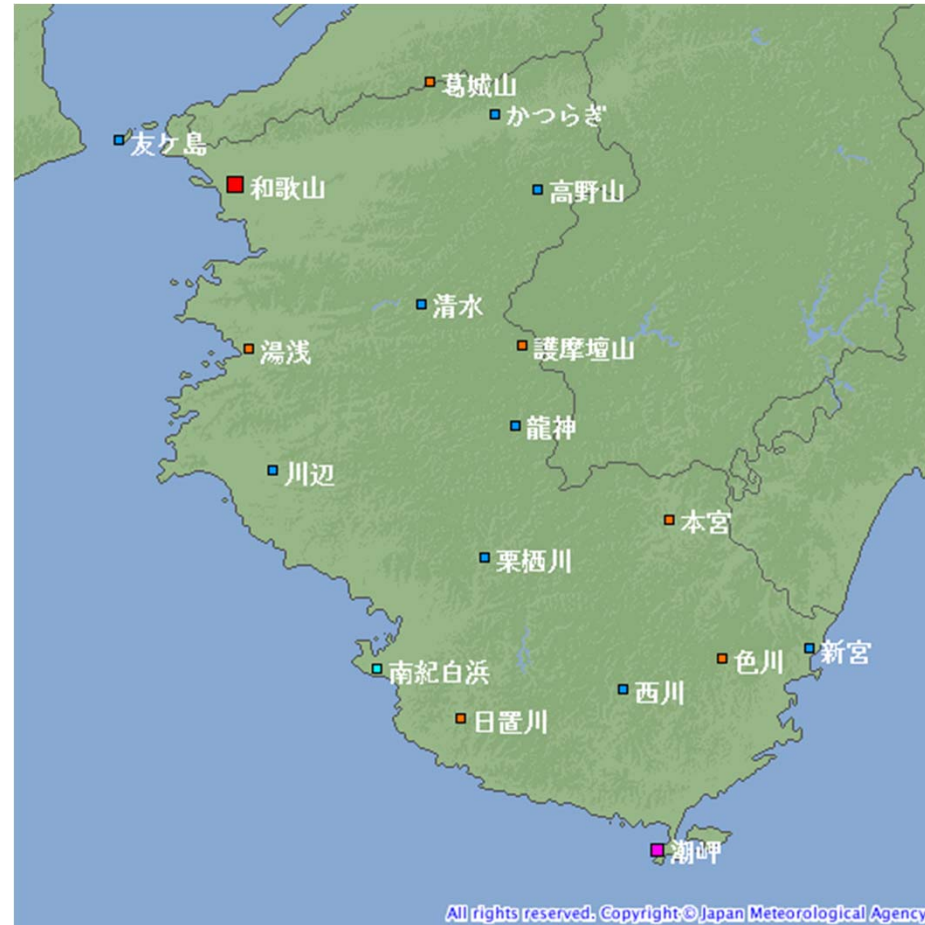 葛城山
かつらぎ
友ケ島
和歌山
高野山
清水
湯浅
護摩壇山
龍神
川辺
本宮
栗栖川
新宮
色川
南紀白浜
西川
日置川
潮岬
All rights reserved. Copyright © Japan Meteorological Agency